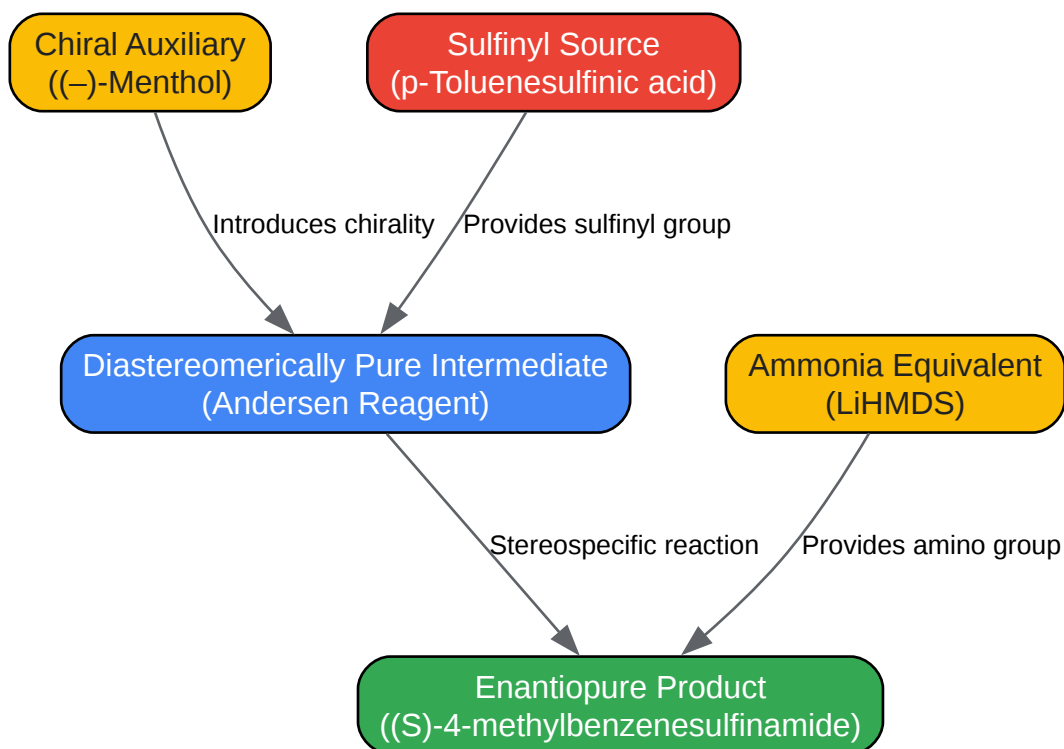 Chiral Auxiliary
((–)-Menthol)
Sulfinyl Source
(p-Toluenesulfinic acid)
Introduces chirality
Provides sulfinyl group
Diastereomerically Pure Intermediate
(Andersen Reagent)
Ammonia Equivalent
(LiHMDS)
Stereospecific reaction
Provides amino group
Enantiopure Product
((S)-4-methylbenzenesulfinamide)